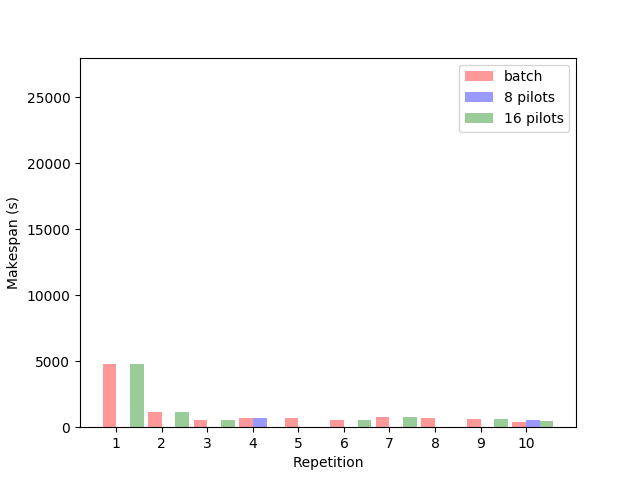 batch
8 pilots
16 pilots
25000
20000
15000
10000
5000
0
Makespan (s)
1 2 3 4 5 6 7 8 9 10
Repetition